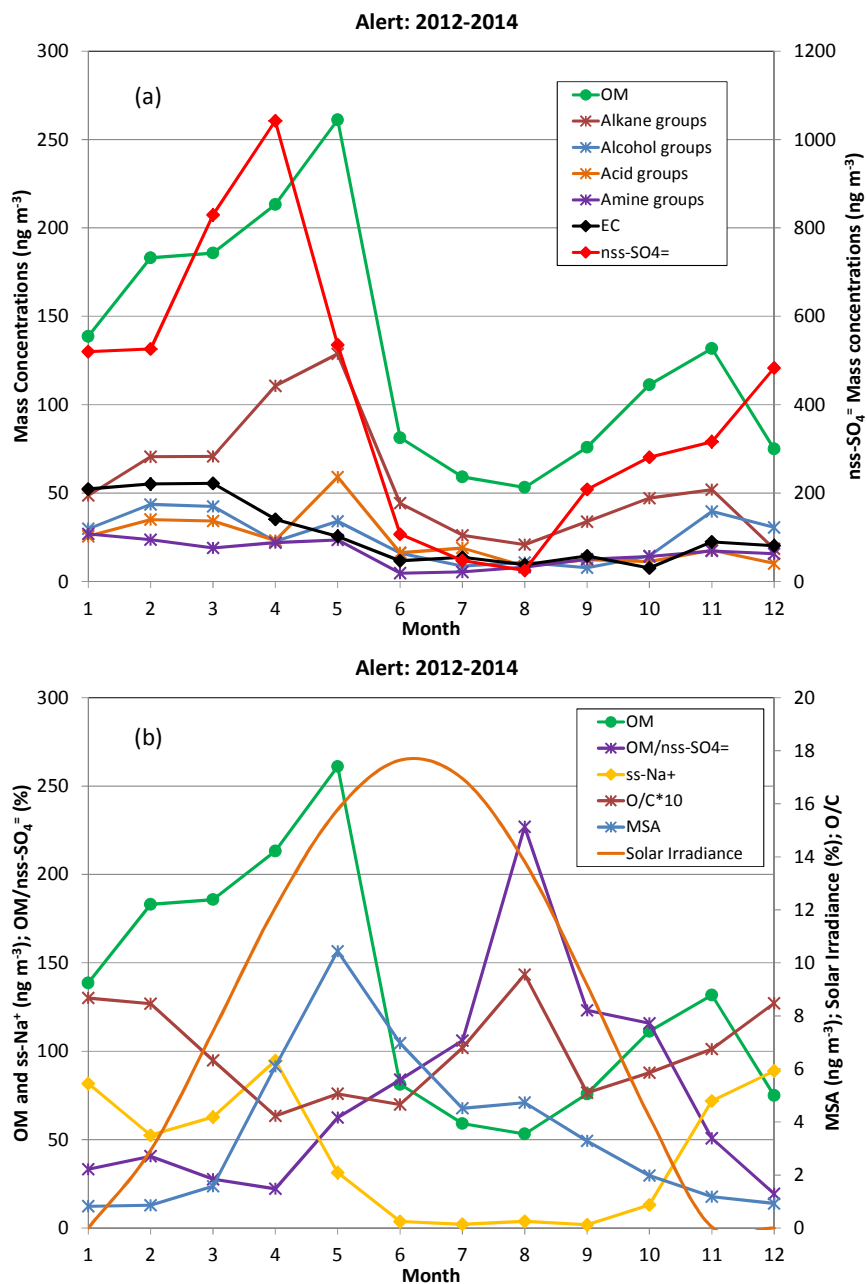 Alert: 2012-2014
300
250
200
150
100
50
0
1200
1000
800
600
400
200
0
(a)
OM
Alkane groups
Alcohol groups
Acid groups
Amine groups
EC
nss-SO4=
Mass Concentrations (ng m⁻³)
nss-SO₄⁼ Mass concentrations (ng m⁻³)
1 2 3 4 5 6 7 8 9 10 11 12
Month
Alert: 2012-2014
300
250
200
150
100
50
0
20
18
16
14
12
10
8
6
4
2
0
(b)
OM
OM/nss-SO4=
ss-Na+
O/C*10
MSA
Solar Irradiance
OM and ss-Na⁺ (ng m⁻³); OM/nss-SO₄⁼ (%)
MSA (ng m⁻³); Solar Irradiance (%); O/C
1 2 3 4 5 6 7 8 9 10 11 12
Month